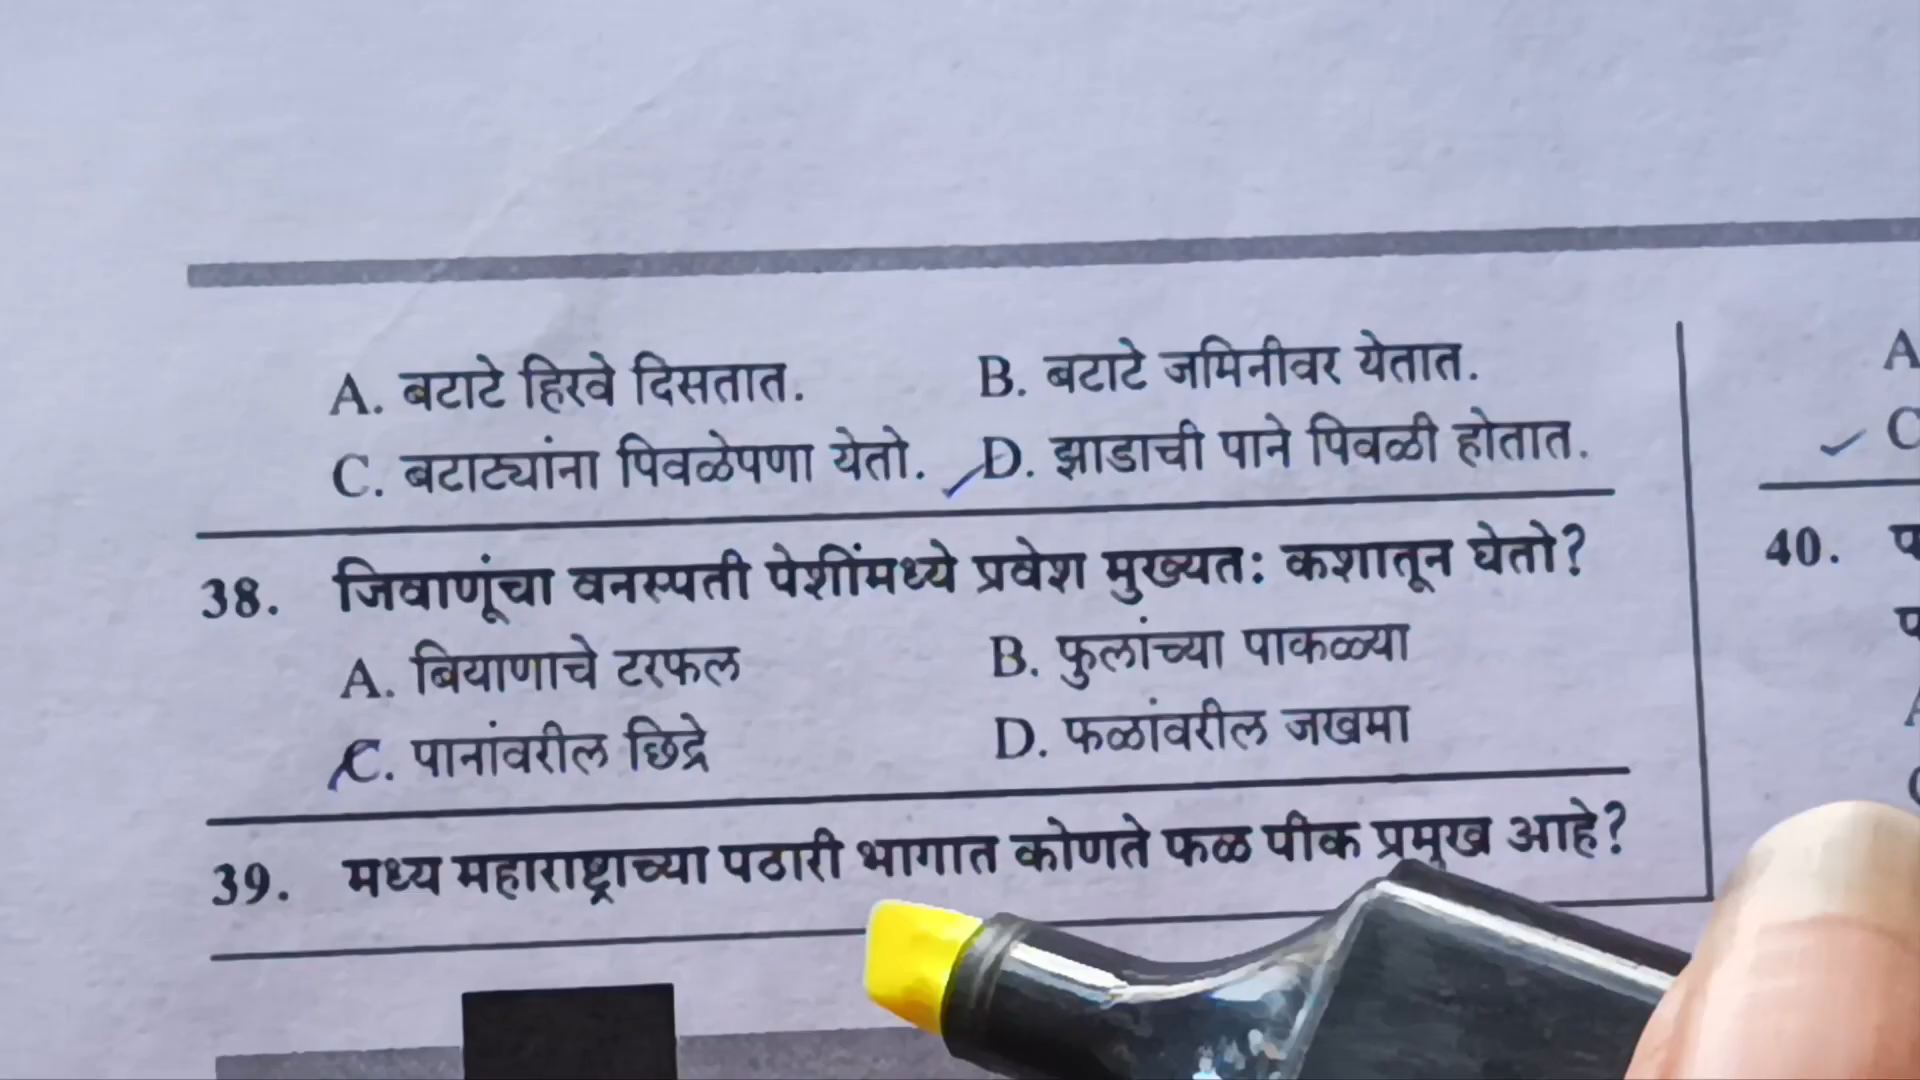 A. बटाटे हिरवे दिसतात.
B. बटाटे जमिनीवर येतात.
C. बटाट्यांना पिवळेपणा येतो.
D. झाडाची पाने पिवळी होतात.
38. जिवाणूंचा वनस्पती पेशींमध्ये प्रवेश मुख्यत: कशातून घेतो?
A. बियाणाचे टरफल
B. फुलांच्या पाकळ्या
C. पानांवरील छिद्रे
D. फळांवरील जखमा
39. मध्य महाराष्ट्राच्या पठारी भागात कोणते फळ पीक प्रमुख आहे?
A
C
40.